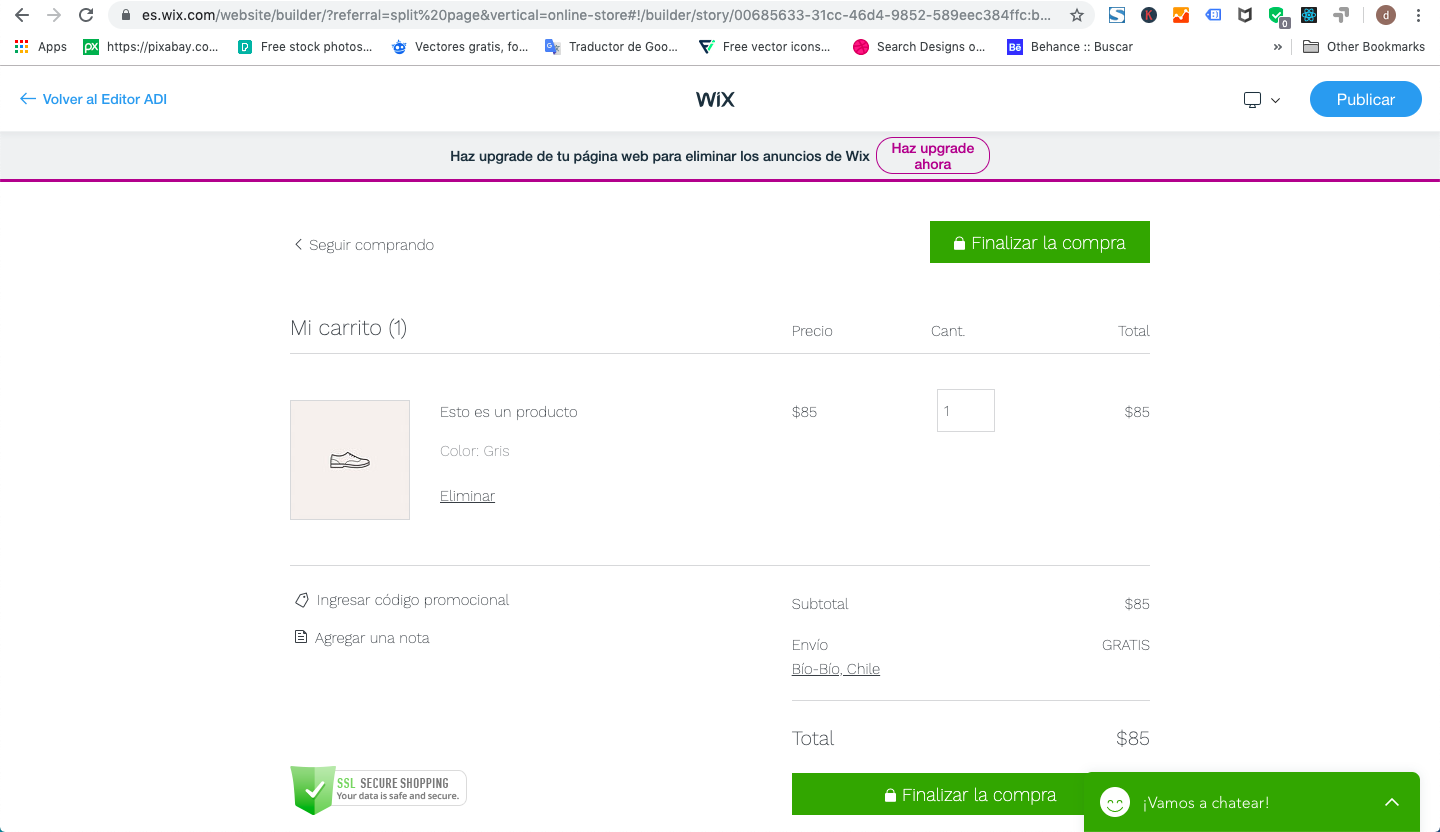 es.wix.com/website/builder/?referral=split%20page&vertical=online-store#!/builder/story/00685633-31cc-46d4-9852-589eec384ffc:b...
0
d
Apps
px https://pixabay.co...
Free stock photos...
Vectores gratis, fo...
Traductor de Goo...
Free vector icons...
Search Designs o...
Bē Behance :: Buscar
» Other Bookmarks
Volver al Editor ADI
WiX
Publicar
Haz upgrade de tu página web para eliminar los anuncios de Wix
Haz upgrade
ahora
Seguir comprando
Finalizar la compra
Mi carrito (1)
Precio
Cant.
Total
Esto es un producto
$85
1
$85
Color: Gris
Eliminar
Ingresar código promocional
Agregar una nota
Subtotal
$85
Envío
GRATIS
Bío-Bío, Chile
Total
$85
SSL SECURE SHOPPING
Your data is safe and secure.
Finalizar la compra
¡Vamos a chatear!